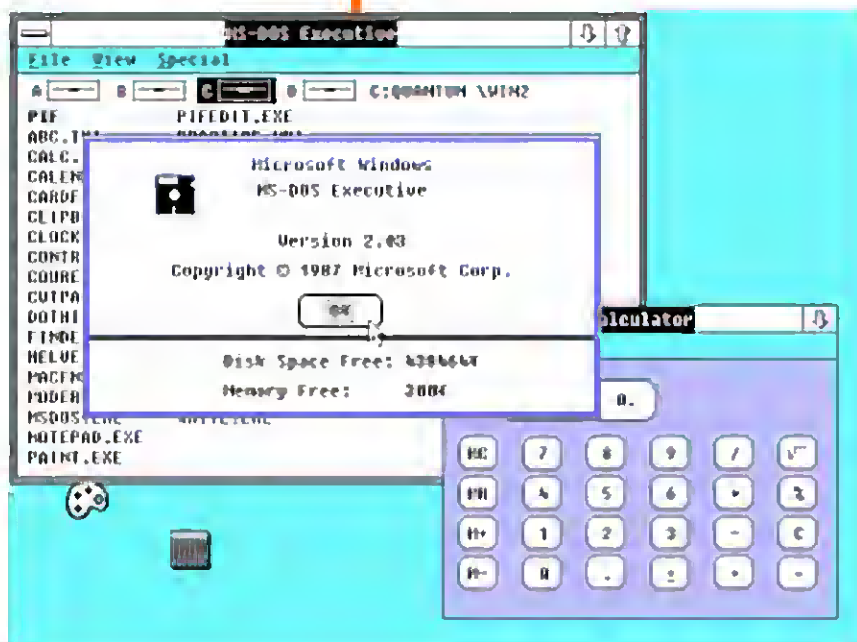 MS-DOS Executive
File View Special
A B C D C:QUANTUM \WIN2
PIF PIFEDIT.EXE
ABC.TXT
CALC.
CALEN
CARDF
CLIPB
CLOCK
CONTR
COURE
CUTPA
DOTHI
FINDE
HELVE
MODER
NOTEPAD.EXE
PAINT.EXE
Microsoft Windows
MS-DOS Executive
Version 2.03
Copyright © 1987 Microsoft Corp.
OK
Disk Space Free:
Memory Free:
alculator
0.
MC 7 8 9 / √
MR 4 5 6 * %
M+ 1 2 3 - C
M- 0 . ± + =